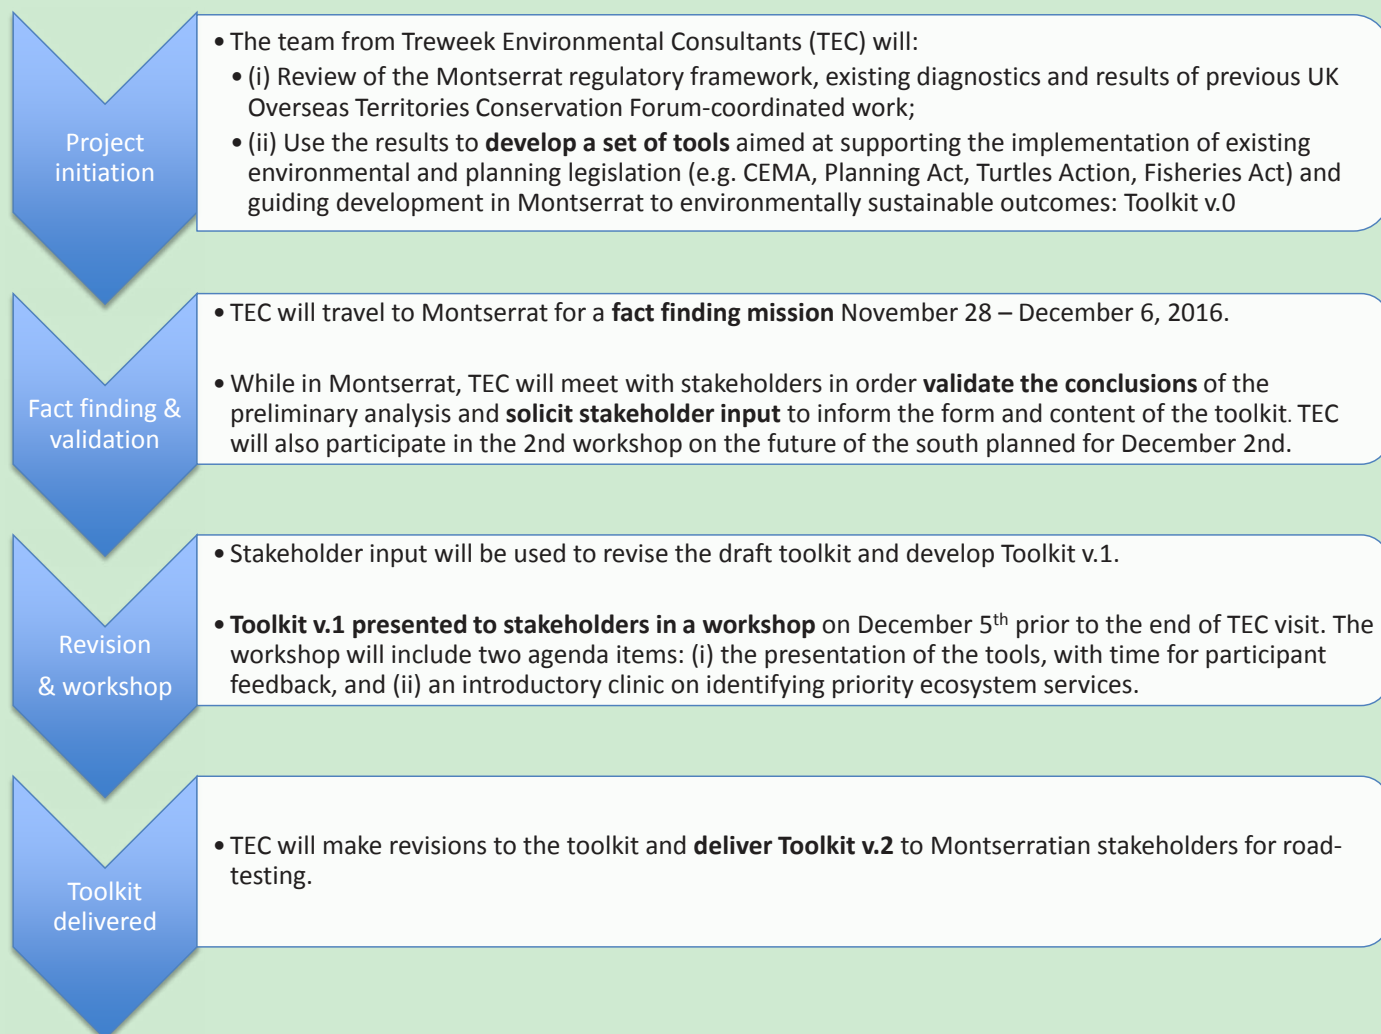 Project
initiation
• The team from Treweek Environmental Consultants (TEC) will:
• (i) Review of the Montserrat regulatory framework, existing diagnostics and results of previous UK
Overseas Territories Conservation Forum-coordinated work;
• (ii) Use the results to develop a set of tools aimed at supporting the implementation of existing
environmental and planning legislation (e.g. CEMA, Planning Act, Turtles Action, Fisheries Act) and
guiding development in Montserrat to environmentally sustainable outcomes: Toolkit v.0
Fact finding &
validation
• TEC will travel to Montserrat for a fact finding mission November 28 – December 6, 2016.
• While in Montserrat, TEC will meet with stakeholders in order validate the conclusions of the
preliminary analysis and solicit stakeholder input to inform the form and content of the toolkit. TEC
will also participate in the 2nd workshop on the future of the south planned for December 2nd.
Revision
& workshop
• Stakeholder input will be used to revise the draft toolkit and develop Toolkit v.1.
• Toolkit v.1 presented to stakeholders in a workshop on December 5th prior to the end of TEC visit. The
workshop will include two agenda items: (i) the presentation of the tools, with time for participant
feedback, and (ii) an introductory clinic on identifying priority ecosystem services.
Toolkit
delivered
• TEC will make revisions to the toolkit and deliver Toolkit v.2 to Montserratian stakeholders for road-
testing.